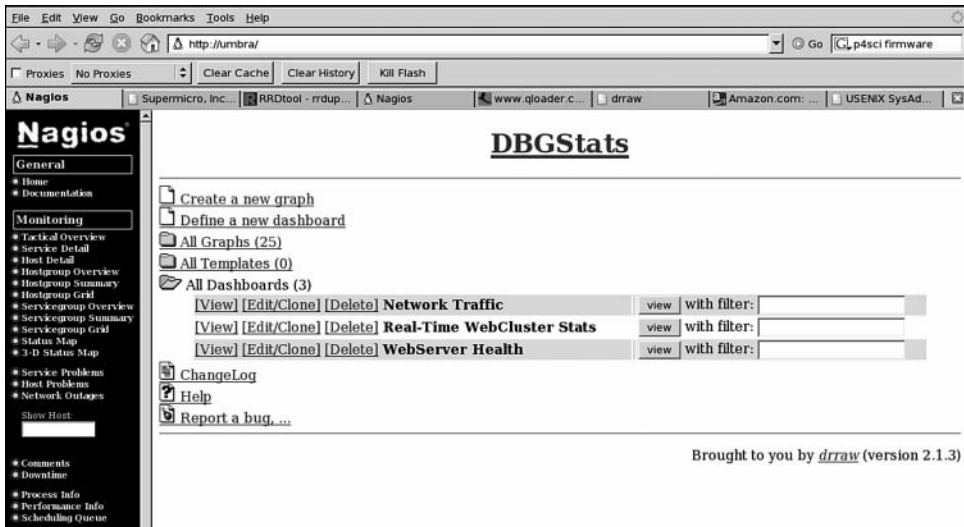 File Edit View Go Bookmarks Tools Help
http://umbra/ Go p4sci firmware
Proxies No Proxies Clear Cache Clear History Kill Flash
Nagios Supermicro, Inc... RRDtool - rrdup... Nagios www.qloader.c... drraw Amazon.com: ... USENIX SysAd...
Nagios
General
Home
Documentation
Monitoring
Tactical Overview
Service Detail
Host Detail
Hostgroup Overview
Hostgroup Summary
Hostgroup Grid
Servicegroup Overview
Servicegroup Summary
Servicegroup Grid
Status Map
3-D Status Map
Service Problems
Host Problems
Network Outages
Show Host:
Comments
Downtime
Process Info
Performance Info
Scheduling Queue
DBGStats
Create a new graph
Define a new dashboard
All Graphs (25)
All Templates (0)
All Dashboards (3)
[View] [Edit/Clone] [Delete] Network Traffic view with filter:
[View] [Edit/Clone] [Delete] Real-Time WebCluster Stats view with filter:
[View] [Edit/Clone] [Delete] WebServer Health view with filter:
ChangeLog
Help
Report a bug, ...
Brought to you by drraw (version 2.1.3)